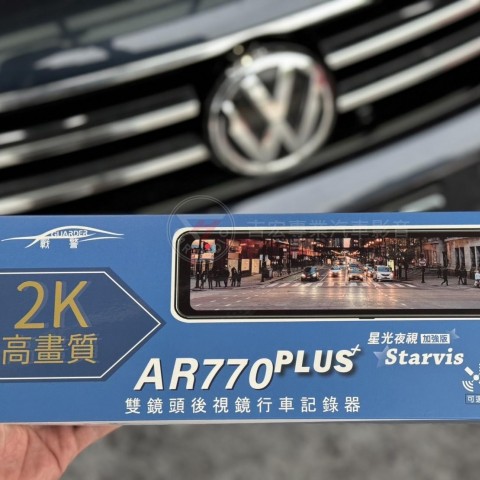 GUARDER
戰警
2K
高畫質
AR770PLUS+
雙鏡頭後視鏡行車記錄器
星光夜視 加強版
Starvis